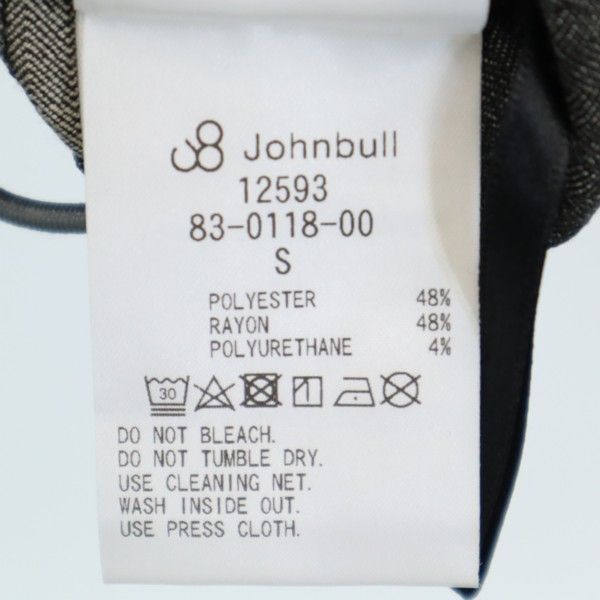 Johnbull
12593
83-0118-00
S
POLYESTER 48%
RAYON 48%
POLYURETHANE 4%
30
DO NOT BLEACH.
DO NOT TUMBLE DRY.
USE CLEANING NET.
WASH INSIDE OUT.
USE PRESS CLOTH.